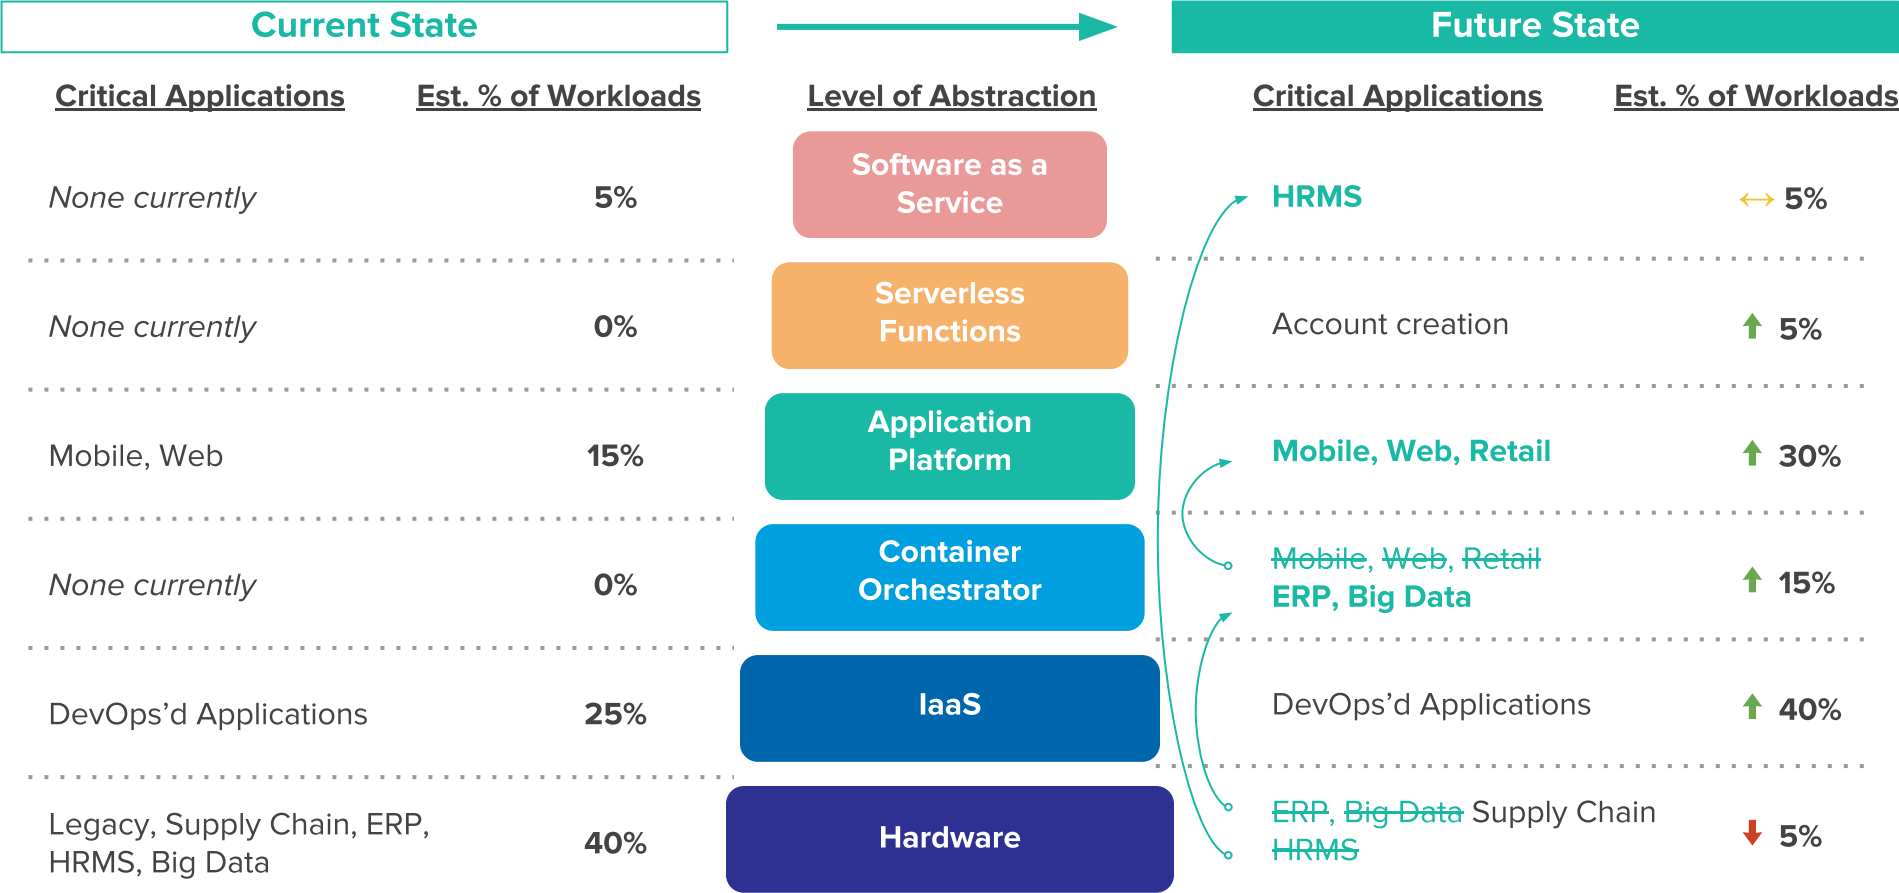 Current State
Future State
Critical Applications
Est. % of Workloads
Level of Abstraction
Critical Applications
Est. % of Workloads
None currently
5%
Software as a
Service
HRMS
5%
None currently
0%
Serverless
Functions
Account creation
5%
Mobile, Web
15%
Application
Platform
Mobile, Web, Retail
30%
None currently
0%
Container
Orchestrator
Mobile, Web, Retail
ERP, Big Data
15%
DevOps’d Applications
25%
IaaS
DevOps’d Applications
40%
Legacy, Supply Chain, ERP,
HRMS, Big Data
40%
Hardware
ERP, Big Data Supply Chain
HRMS
5%